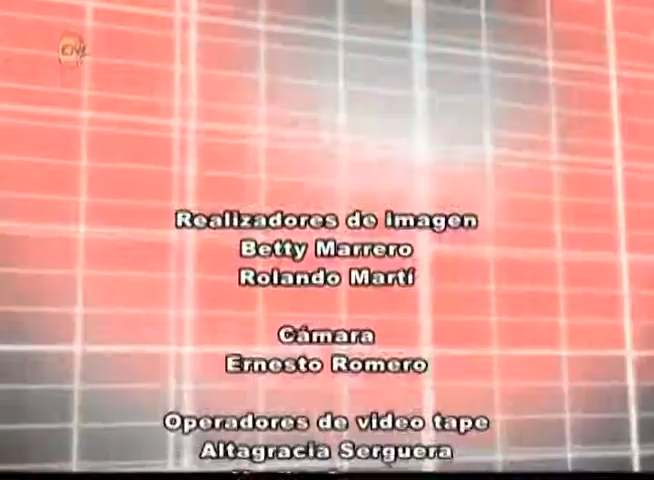 Realizadores de imagen
Betty Marrero
Rolando Martí
Cámara
Ernesto Romero
Operadores de video tape
Altagracia Serguera